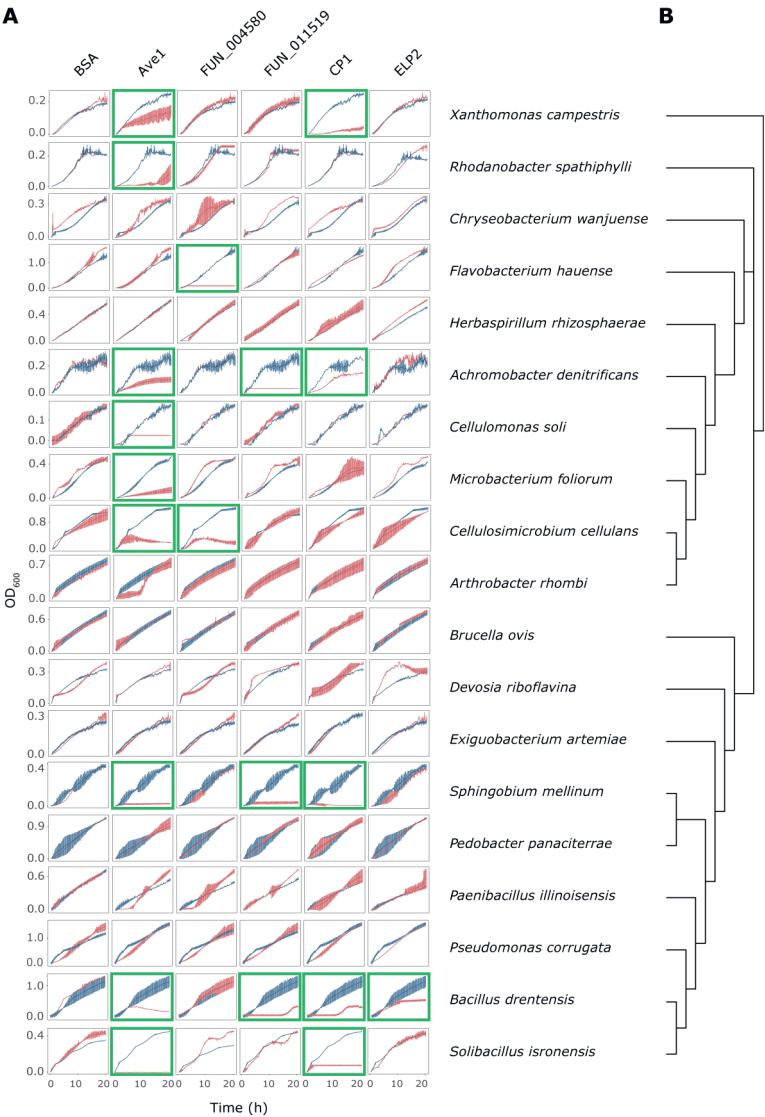 A
B
BSA
Ave1
FUN_004580
FUN_011519
CP1
ELP2
0.2
0.0
Xanthomonas campestris
0.2
0.0
Rhodanobacter spathiphylli
0.3
0.0
Chryseobacterium wanjuense
1.0
0.0
Flavobacterium hauense
0.4
0.0
Herbaspirillum rhizosphaerae
0.2
0.0
Achromobacter denitrificans
0.1
0.0
Cellulomonas soli
0.4
0.0
Microbacterium foliorum
0.8
0.0
Cellulosimicrobium cellulans
0.7
0.0
Arthrobacter rhombi
0.6
0.0
Brucella ovis
0.3
0.0
Devosia riboflavina
0.3
0.0
Exiguobacterium artemiae
0.4
0.0
Sphingobium mellinum
0.9
0.0
Pedobacter panaciterrae
0.6
0.0
Paenibacillus illinoisensis
1.0
0.0
Pseudomonas corrugata
1.0
0.0
Bacillus drentensis
0.4
0.0
Solibacillus isronensis
0 10 20 0 10 20 0 10 20 0 10 20 0 10 20 0 10 20
OD600
Time (h)